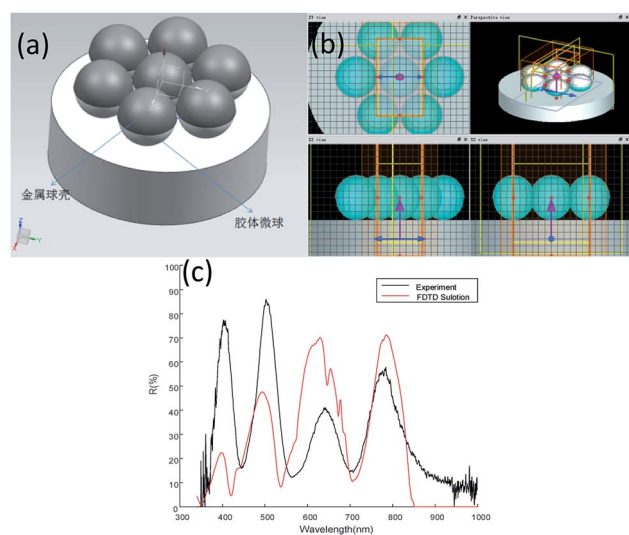 (a)
金属球壳
胶体微球
Z
Y
X
(b)
XY view
Perspective view
XZ view
YZ view
(c)
Experiment
FDTD Sulotion
R(%)
100
90
80
70
60
50
40
30
20
10
0
300 400 500 600 700 800 900 1000
Wavelength(nm)